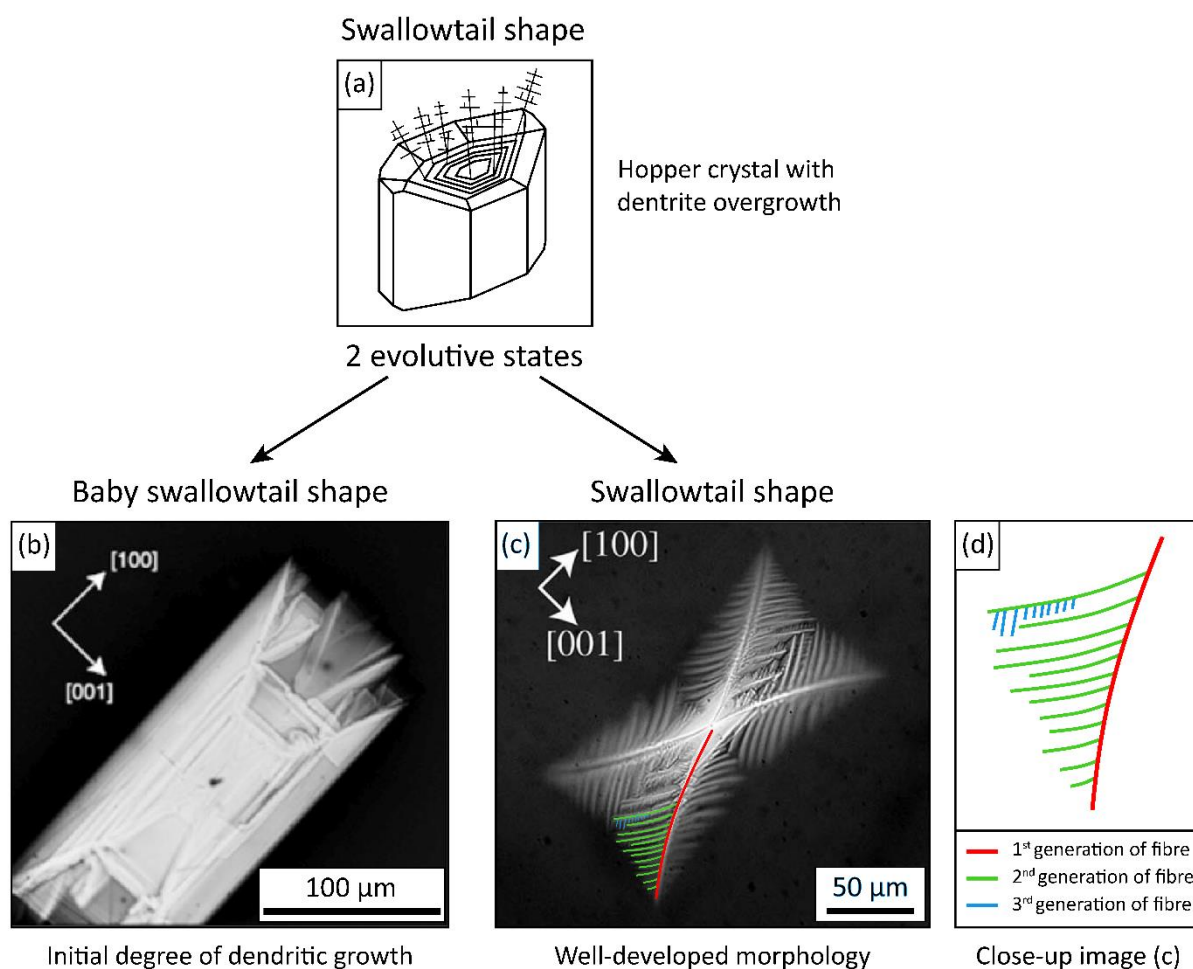 Swallowtail shape
(a)
Hopper crystal with
dentrite overgrowth
2 evolutive states
Baby swallowtail shape
Swallowtail shape
(b)
[100]
[001]
100 µm
(c)
[100]
[001]
50 µm
(d)
1st generation of fibre
2nd generation of fibre
3rd generation of fibre
Initial degree of dendritic growth
Well-developed morphology
Close-up image (c)